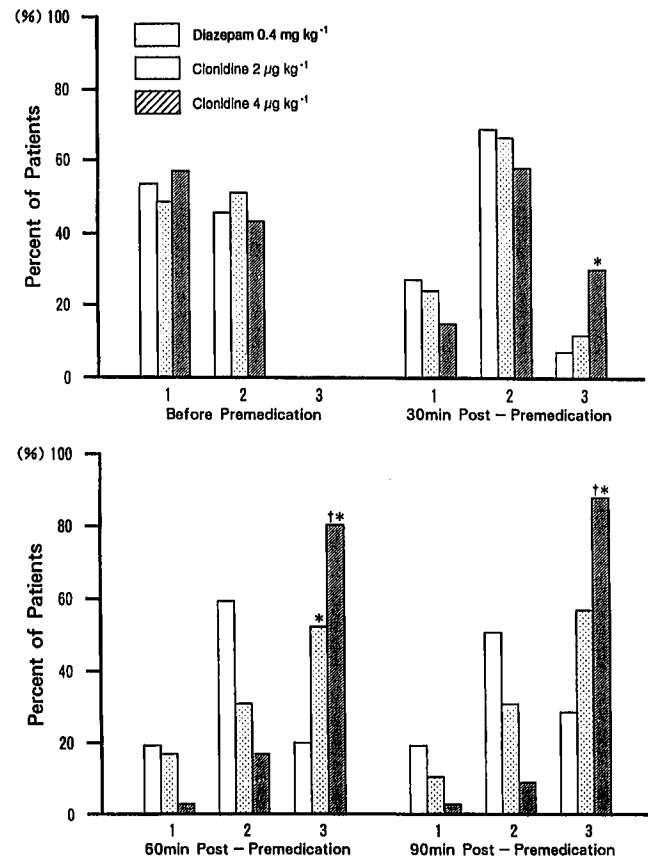 (%) 100
80
60
40
20
0
Percent of Patients
Diazepam 0.4 mg kg⁻¹
Clonidine 2 µg kg⁻¹
Clonidine 4 µg kg⁻¹
*
1 2 3 1 2 3
Before Premedication 30min Post – Premedication
(%) 100
80
60
40
20
0
Percent of Patients
†*
*
†*
1 2 3 1 2 3
60min Post – Premedication 90min Post – Premedication